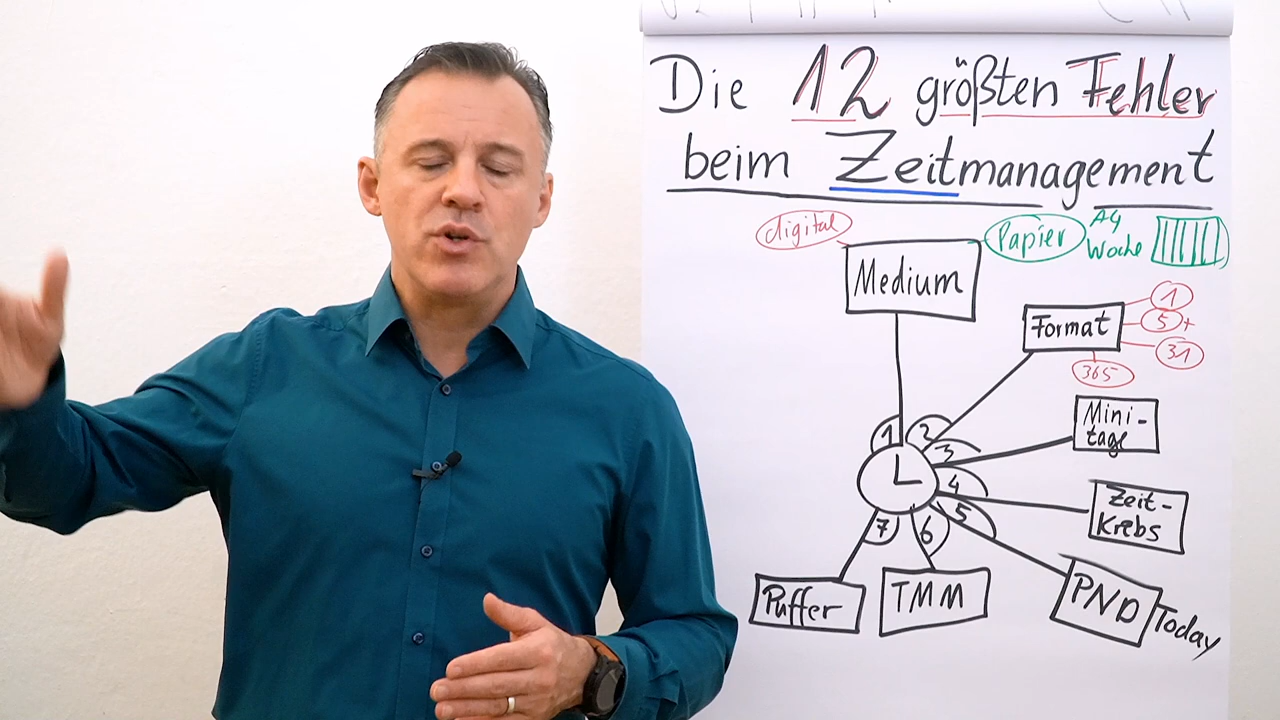 Die 12 größten Fehler
beim Zeitmanagement
digital
Medium
Papier
A4
Woche
Format
1
5+
31
365
Mini-
tage
Zeit-
Krebs
PND
Today
TMM
Puffer
1
2
3
4
5
6
7